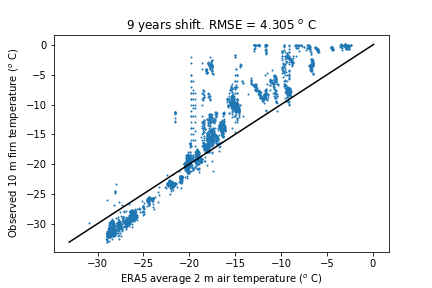 9 years shift. RMSE = 4.305 ° C
Observed 10 m firn temperature (° C)
0
−5
−10
−15
−20
−25
−30
−30 −25 −20 −15 −10 −5 0
ERA5 average 2 m air temperature (° C)